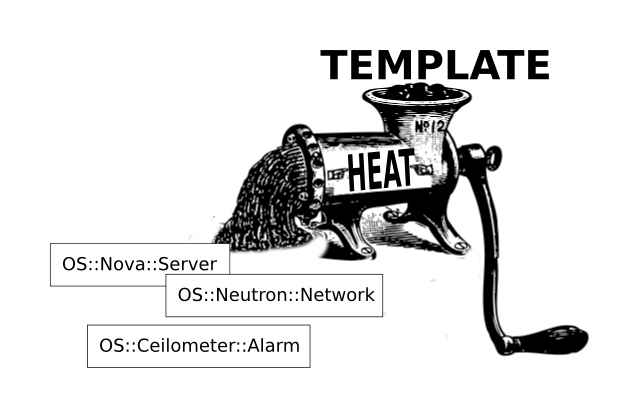 TEMPLATE
Nº12
HEAT
OS::Nova::Server
OS::Neutron::Network
OS::Ceilometer::Alarm